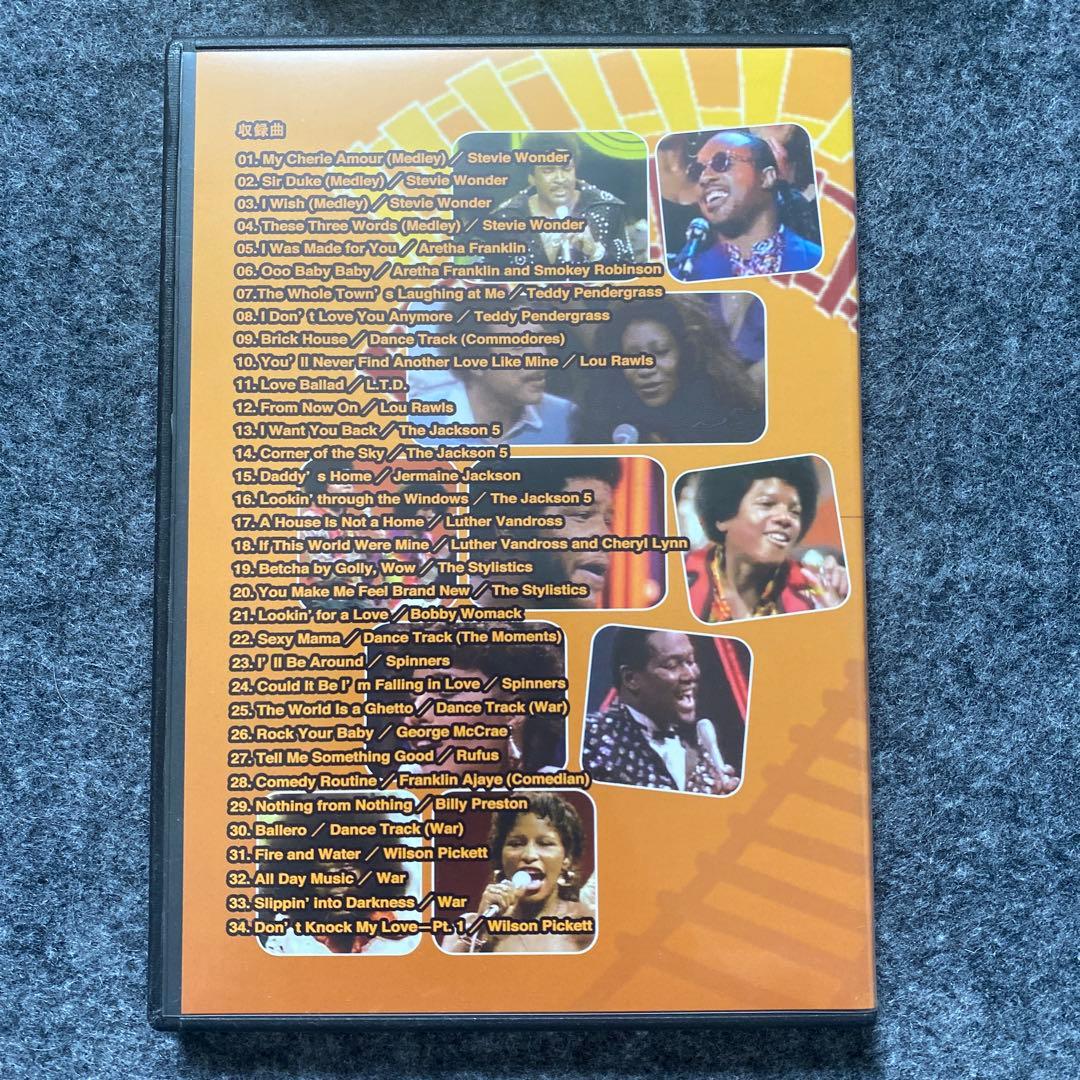 収録曲
01. My Cherie Amour (Medley) ／ Stevie Wonder
02. Sir Duke (Medley) ／ Stevie Wonder
03. I Wish (Medley) ／ Stevie Wonder
04. These Three Words (Medley) ／ Stevie Wonder
05. I Was Made for You ／ Aretha Franklin
06. Ooo Baby Baby ／ Aretha Franklin and Smokey Robinson
07.The Whole Town’s Laughing at Me ／ Teddy Pendergrass
08. I Don’t Love You Anymore ／ Teddy Pendergrass
09. Brick House ／ Dance Track (Commodores)
10. You’ll Never Find Another Love Like Mine ／ Lou Rawls
11. Love Ballad ／ L.T.D.
12. From Now On ／ Lou Rawls
13. I Want You Back ／ The Jackson 5
14. Corner of the Sky ／ The Jackson 5
15. Daddy’s Home ／ Jermaine Jackson
16. Lookin’ through the Windows ／ The Jackson 5
17. A House Is Not a Home ／ Luther Vandross
18. If This World Were Mine ／ Luther Vandross and Cheryl Lynn
19. Betcha by Golly, Wow ／ The Stylistics
20. You Make Me Feel Brand New ／ The Stylistics
21. Lookin’ for a Love ／ Bobby Womack
22. Sexy Mama ／ Dance Track (The Moments)
23. I’ll Be Around ／ Spinners
24. Could It Be I’m Falling in Love ／ Spinners
25. The World Is a Ghetto ／ Dance Track (War)
26. Rock Your Baby ／ George McCrae
27. Tell Me Something Good ／ Rufus
28. Comedy Routine ／ Franklin Ajaye (Comedian)
29. Nothing from Nothing ／ Billy Preston
30. Ballero ／ Dance Track (War)
31. Fire and Water ／ Wilson Pickett
32. All Day Music ／ War
33. Slippin’ into Darkness ／ War
34. Don’t Knock My Love—Pt. 1 ／ Wilson Pickett